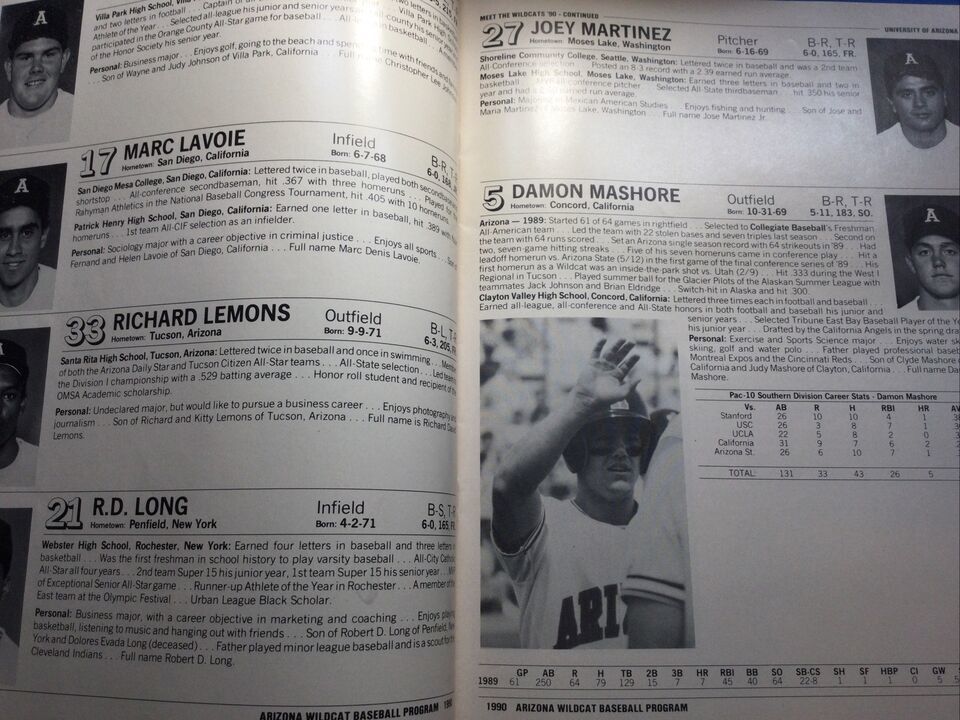 Villa Park High School, Villa
and two letters in football . . . Captain of
Athlete of the Year . . . Selected all-league his junior and senior years
participated in the Orange County All-Star game for baseball . . .
of the Honor Society his senior year.
Personal: Business major . . . Enjoys golf, going to the beach and spending time with friends and
. . . Son of Wayne and Judy Johnson of Villa Park, California . . . Full name Christopher Lee
17 MARC LAVOIE
Hometown: San Diego, California
Infield
Born: 6-7-68
B-R,
6-0,
San Diego Mesa College, San Diego, California: Lettered twice in baseball, played both secondbase
shortstop . . . All-conference secondbaseman, hit .367 with three homeruns . . . Played for
Rahyman Athletics in the National Baseball Congress Tournament, hit .405 with 10 homeruns
Patrick Henry High School, San Diego, California: Earned one letter in baseball, hit .389 with
homeruns . . . 1st team All-CIF selection as an infielder.
Personal: Sociology major with a career objective in criminal justice . . . Enjoys all sports . . .
Fernand and Helen Lavoie of San Diego, California . . . Full name Marc Denis Lavoie.
33 RICHARD LEMONS
Hometown: Tucson, Arizona
Outfield
Born: 9-9-71
B-L, T-
6-3, 205,
Santa Rita High School, Tucson, Arizona: Lettered twice in baseball and once in swimming . . .
of both the Arizona Daily Star and Tucson Citizen All-Star teams . . . All-State selection . . . Led team
the Division I championship with a .529 batting average . . . Honor roll student and recipient of the
OMSA Academic scholarship.
Personal: Undeclared major, but would like to pursue a business career . . . Enjoys photography
journalism . . . Son of Richard and Kitty Lemons of Tucson, Arizona . . . Full name is Richard
Lemons.
21 R.D. LONG
Hometown: Penfield, New York
Infield
Born: 4-2-71
B-S, T-R
6-0, 165, FR
Webster High School, Rochester, New York: Earned four letters in baseball and three letters in
basketball . . . Was the first freshman in school history to play varsity baseball . . . All-City Catholic
All-Star all four years . . . 2nd team Super 15 his junior year, 1st team Super 15 his senior year . . .
of Exceptional Senior All-Star game . . . Runner-up Athlete of the Year in Rochester . . . A member of the
East team at the Olympic Festival . . . Urban League Black Scholar.
Personal: Business major, with a career objective in marketing and coaching . . . Enjoys playing
basketball, listening to music and hanging out with friends . . . Son of Robert D. Long of Penfield, New
York and Dolores Evada Long (deceased) . . . Father played minor league baseball and is a scout for the
Cleveland Indians . . . Full name Robert D. Long.
ARIZONA WILDCAT BASEBALL PROGRAM
MEET THE WILDCATS '90 - CONTINUED
UNIVERSITY OF ARIZONA
27 JOEY MARTINEZ
Hometown: Moses Lake, Washington
Pitcher
Born: 6-16-69
B-R, T-R
6-0, 165, FR.
Shoreline Community College, Seattle, Washington: Lettered twice in baseball and was a 2nd team
All-Conference selection . . . Posted an 8-3 record with a 2.39 earned run average.
Moses Lake High School, Moses Lake, Washington: Earned three letters in baseball and two in
basketball . . . MVP, all-conference pitcher . . . Selected All State thirdbaseman . . . hit .350 his senior
year and had a earned run average.
Personal: Majoring in Mexican American Studies . . . Enjoys fishing and hunting . . . Son of Jose and
Maria Martinez of Moses Lake, Washington . . . Full name Jose Martinez Jr.
5 DAMON MASHORE
Hometown: Concord, California
Outfield
Born: 10-31-69
B-R, T-R
5-11, 183, SO.
Arizona — 1989: Started 61 of 64 games in rightfield . . . Selected to Collegiate Baseball's Freshman
All-American team . . . Led the team with 22 stolen bases and seven triples last season . . . Second on
the team with 64 runs scored . . . Set an Arizona single season record with 64 strikeouts in '89 . . . Had
two, seven game hitting streaks . . . Five of his seven homeruns came in conference play . . . Hit a
leadoff homerun vs. Arizona State (5/12) in the first game of the final conference series of '89 . . . His
first homerun as a Wildcat was an inside-the-park shot vs. Utah (2/9) . . . Hit .333 during the West I
Regional in Tucson . . . Played summer ball for the Glacier Pilots of the Alaskan Summer League with
teammates Jack Johnson and Brian Eldridge . . . Switch-hit in Alaska and hit .300.
Clayton Valley High School, Concord, California: Lettered three times each in football and baseball . . .
Earned all-league, all-conference and All-State honors in both football and baseball his junior and
senior years . . . Selected Tribune East Bay Baseball Player of the
his junior year . . . Drafted by the California Angels in the spring
Personal: Exercise and Sports Science major . . . Enjoys water
skiing, golf and water polo . . . Father played professional
Montreal Expos and the Cincinnati Reds . . . Son of Clyde Mashore
California and Judy Mashore of Clayton, California . . . Full name
Mashore.
Pac-10 Southern Division Career Stats - Damon Mashore
Vs. AB R H RBI HR
Stanford 26 10 10 4 1
USC 26 3 8 7 1
UCLA 22 5 8 2 0
California 31 9 7 6 2
Arizona St. 26 6 10 7 1
TOTAL: 131 33 43 26 5
ARI
GP AB R H TB 2B 3B HR RBI BB SO SB-CS SH SF HBP CI GW
1989 61 250 64 79 129 15 7 7 45 40 64 22-8 1 1 1 0 5
1990 ARIZONA WILDCAT BASEBALL PROGRAM